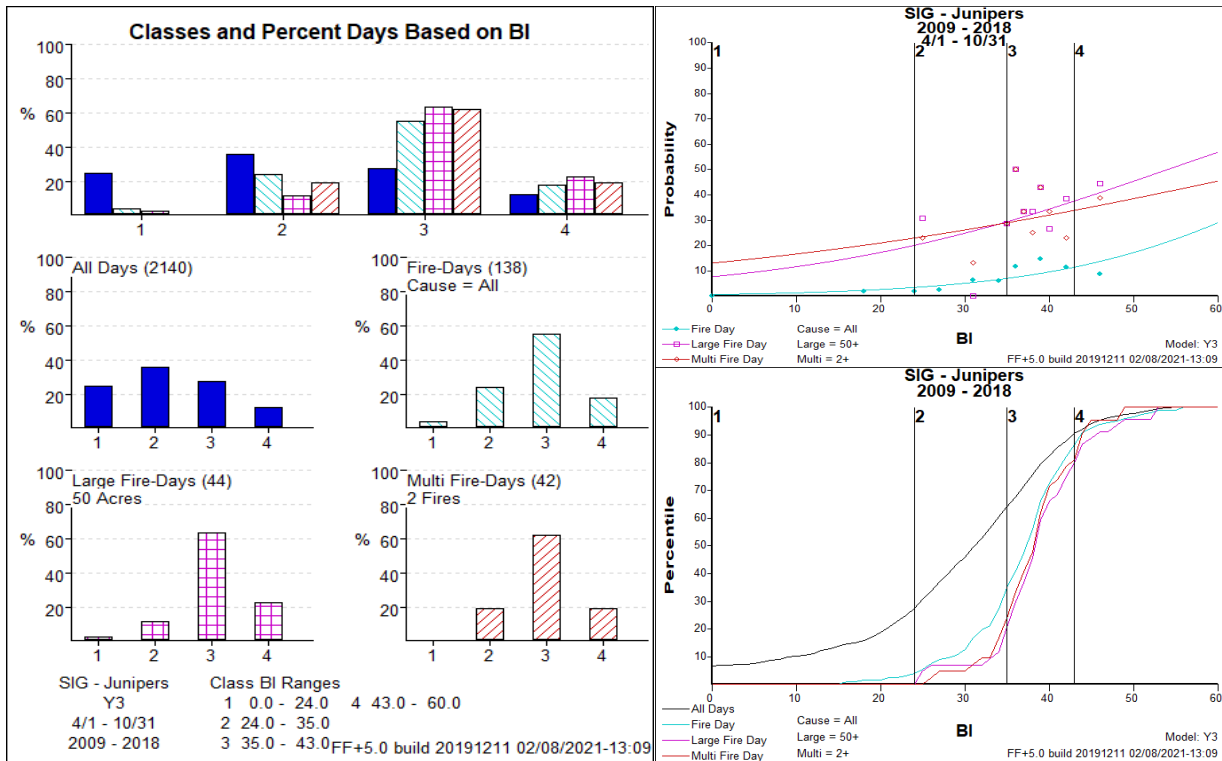 Classes and Percent Days Based on BI
100
80
60
40
20
%
1 2 3 4
All Days (2140)
100
80
60
40
20
%
1 2 3 4
Fire-Days (138)
Cause = All
100
80
60
40
20
1 2 3 4
Large Fire-Days (44)
50 Acres
100
80
60
40
20
%
1 2 3 4
Multi Fire-Days (42)
2 Fires
100
80
60
40
20
1 2 3 4
SIG - Junipers
Y3
4/1 - 10/31
2009 - 2018
Class BI Ranges
1 0.0 - 24.0 4 43.0 - 60.0
2 24.0 - 35.0
3 35.0 - 43.0
FF+5.0 build 20191211 02/08/2021-13:09
SIG - Junipers
2009 - 2018
4/1 - 10/31
1 2 3 4
100
90
80
70
60
50
40
30
20
10
Probability
0 10 20 30 40 50 60
BI
Fire Day Cause = All
Large Fire Day Large = 50+
Multi Fire Day Multi = 2+
Model: Y3
FF+5.0 build 20191211 02/08/2021-13:09
SIG - Junipers
2009 - 2018
1 2 3 4
100
90
80
70
60
50
40
30
20
10
Percentile
0 10 20 30 40 50 60
BI
All Days
Fire Day Cause = All
Large Fire Day Large = 50+
Multi Fire Day Multi = 2+
Model: Y3
FF+5.0 build 20191211 02/08/2021-13:09